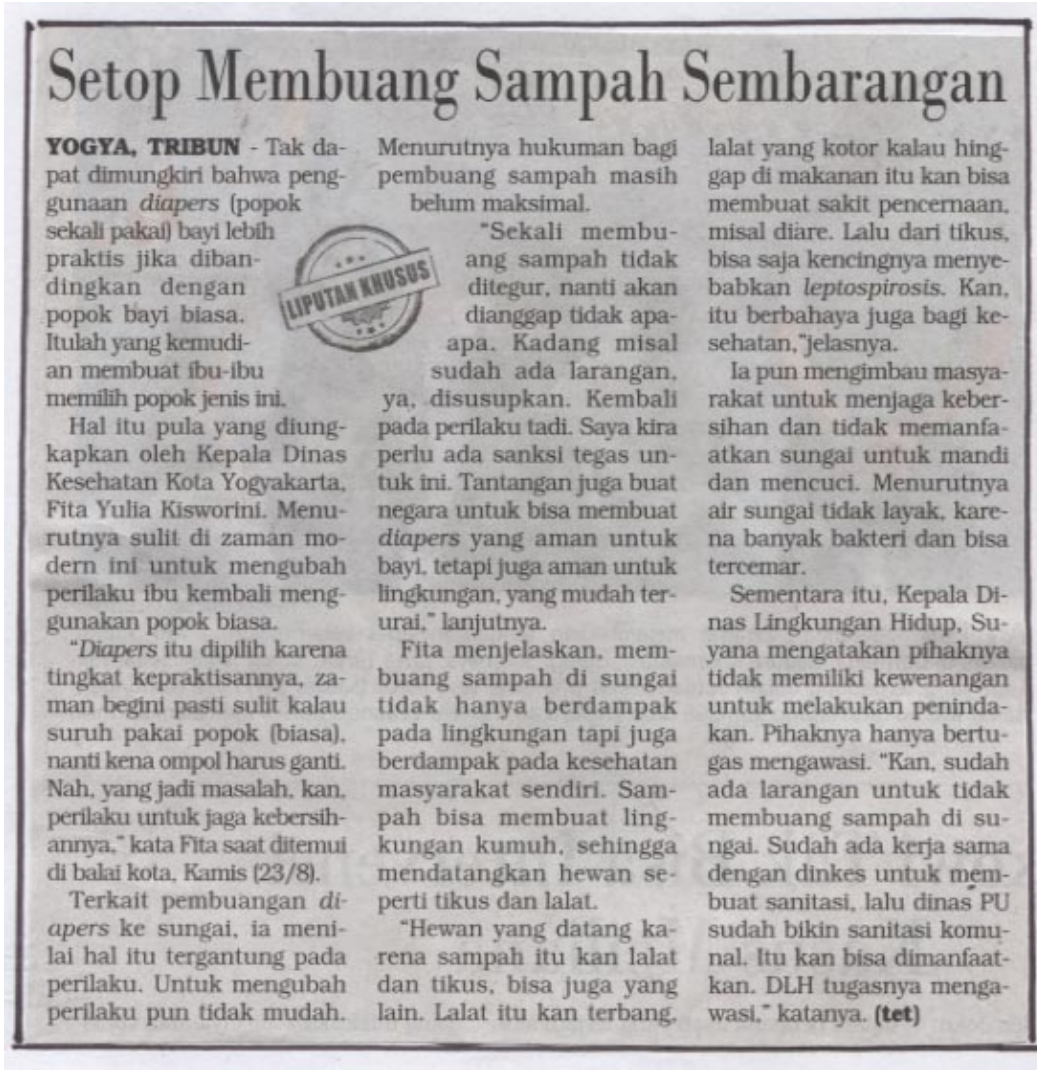 Setop Membuang Sampah Sembarangan
YOGYA, TRIBUN - Tak da-
pat dimungkiri bahwa peng-
gunaan diapers (popok
sekali pakai) bayi lebih
praktis jika diban-
dingkan dengan
popok bayi biasa.
Itulah yang kemudi-
an membuat ibu-ibu
memilih popok jenis ini.
Hal itu pula yang diung-
kapkan oleh Kepala Dinas
Kesehatan Kota Yogyakarta,
Fita Yulia Kisworini. Menu-
rutnya sulit di zaman mo-
dern ini untuk mengubah
perilaku ibu kembali meng-
gunakan popok biasa.
"Diapers itu dipilih karena
tingkat kepraktisannya, za-
man begini pasti sulit kalau
suruh pakai popok (biasa),
nanti kena ompol harus ganti.
Nah, yang jadi masalah, kan,
perilaku untuk jaga kebersih-
annya," kata Fita saat ditemui
di balai kota, Kamis (23/8).
Terkait pembuangan di-
apers ke sungai, ia meni-
lai hal itu tergantung pada
perilaku. Untuk mengubah
perilaku pun tidak mudah.
LIPUTAN KHUSUS
Menurutnya hukuman bagi
pembuang sampah masih
belum maksimal.
"Sekali membu-
ang sampah tidak
ditegur, nanti akan
dianggap tidak apa-
apa. Kadang misal
sudah ada larangan,
ya, disusupkan. Kembali
pada perilaku tadi. Saya kira
perlu ada sanksi tegas un-
tuk ini. Tantangan juga buat
negara untuk bisa membuat
diapers yang aman untuk
bayi, tetapi juga aman untuk
lingkungan, yang mudah ter-
urai," lanjutnya.
Fita menjelaskan, mem-
buang sampah di sungai
tidak hanya berdampak
pada lingkungan tapi juga
berdampak pada kesehatan
masyarakat sendiri. Sam-
pah bisa membuat ling-
kungan kumuh, sehingga
mendatangkan hewan se-
perti tikus dan lalat.
"Hewan yang datang ka-
rena sampah itu kan lalat
dan tikus, bisa juga yang
lain. Lalat itu kan terbang,
lalat yang kotor kalau hing-
gap di makanan itu kan bisa
membuat sakit pencernaan,
misal diare. Lalu dari tikus,
bisa saja kencingnya menye-
babkan leptospirosis. Kan,
itu berbahaya juga bagi ke-
sehatan,"jelasnya.
Ia pun mengimbau masya-
rakat untuk menjaga keber-
sihan dan tidak memanfa-
atkan sungai untuk mandi
dan mencuci. Menurutnya
air sungai tidak layak, kare-
na banyak bakteri dan bisa
tercemar.
Sementara itu, Kepala Di-
nas Lingkungan Hidup, Su-
yana mengatakan pihaknya
tidak memiliki kewenangan
untuk melakukan peninda-
kan. Pihaknya hanya bertu-
gas mengawasi. "Kan, sudah
ada larangan untuk tidak
membuang sampah di su-
ngai. Sudah ada kerja sama
dengan dinkes untuk mem-
buat sanitasi, lalu dinas PU
sudah bikin sanitasi komu-
nal. Itu kan bisa dimanfaat-
kan. DLH tugasnya menga-
wasi," katanya. (tet)